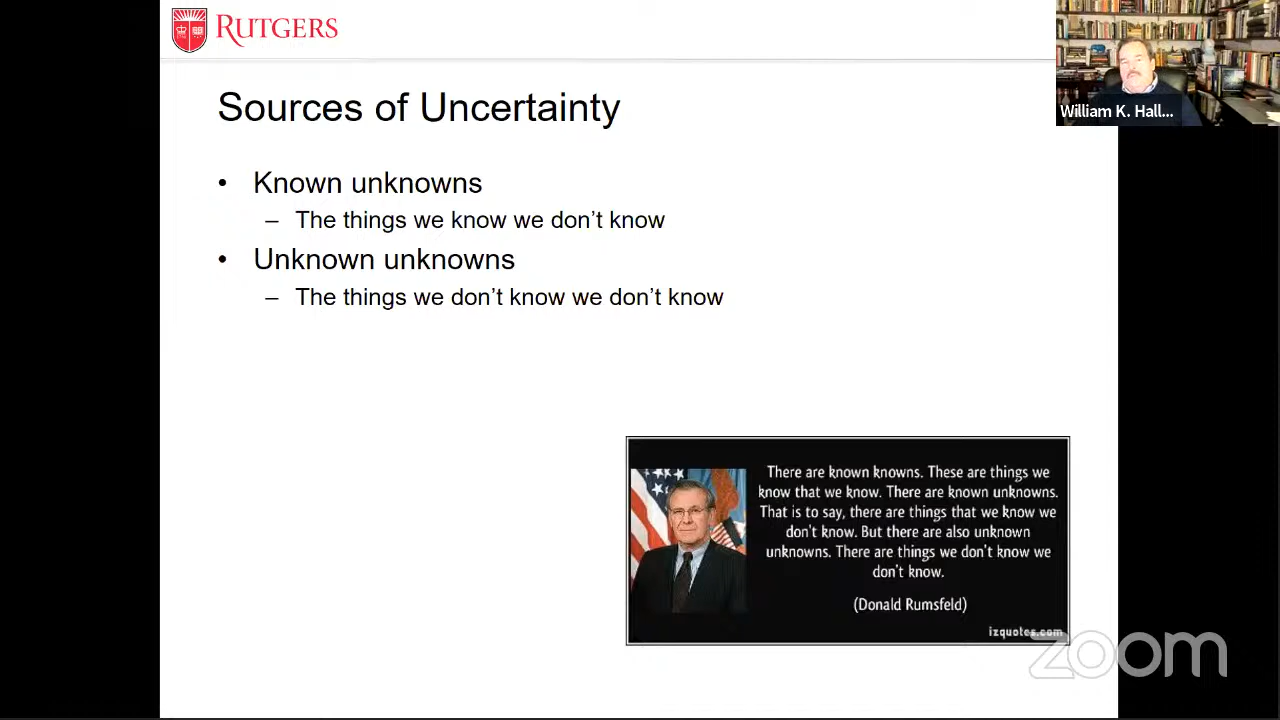 RUTGERS
William K. Hall...
Sources of Uncertainty
• Known unknowns
– The things we know we don’t know
• Unknown unknowns
– The things we don’t know we don’t know
There are known knowns. These are things we
know that we know. There are known unknowns.
That is to say, there are things that we know we
don't know. But there are also unknown
unknowns. There are things we don't know we
don't know.
(Donald Rumsfeld)
izquotes.com
zoom